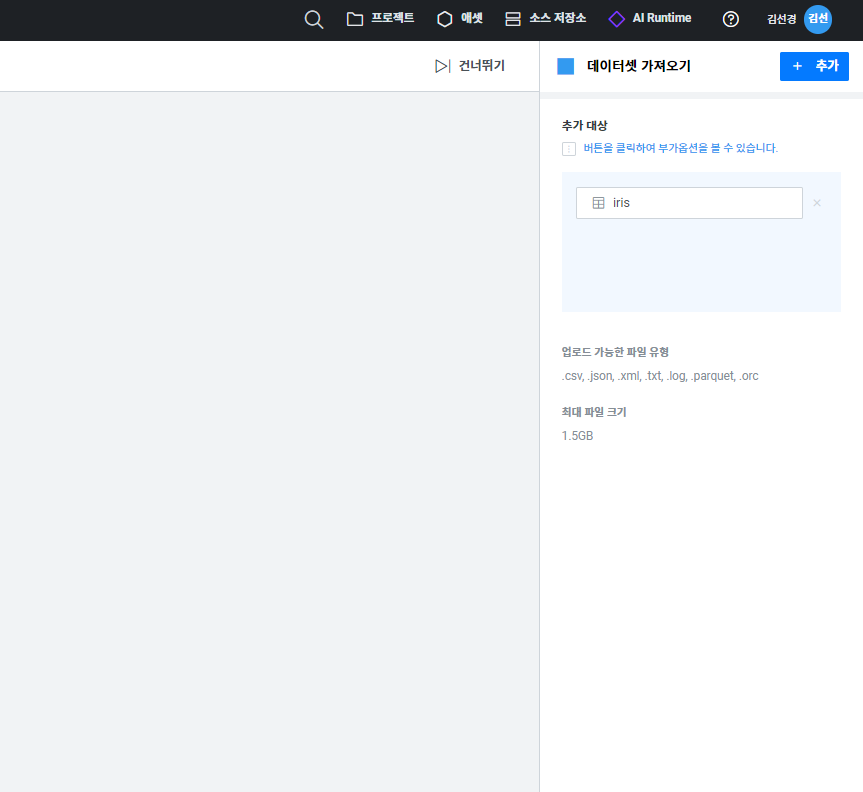 프로젝트 애셋 소스 저장소 AI Runtime 김선경 김선
건너뛰기
데이터셋 가져오기
+ 추가
추가 대상
버튼을 클릭하여 부가옵션을 볼 수 있습니다.
iris
업로드 가능한 파일 유형
.csv, .json, .xml, .txt, .log, .parquet, .orc
최대 파일 크기
1.5GB